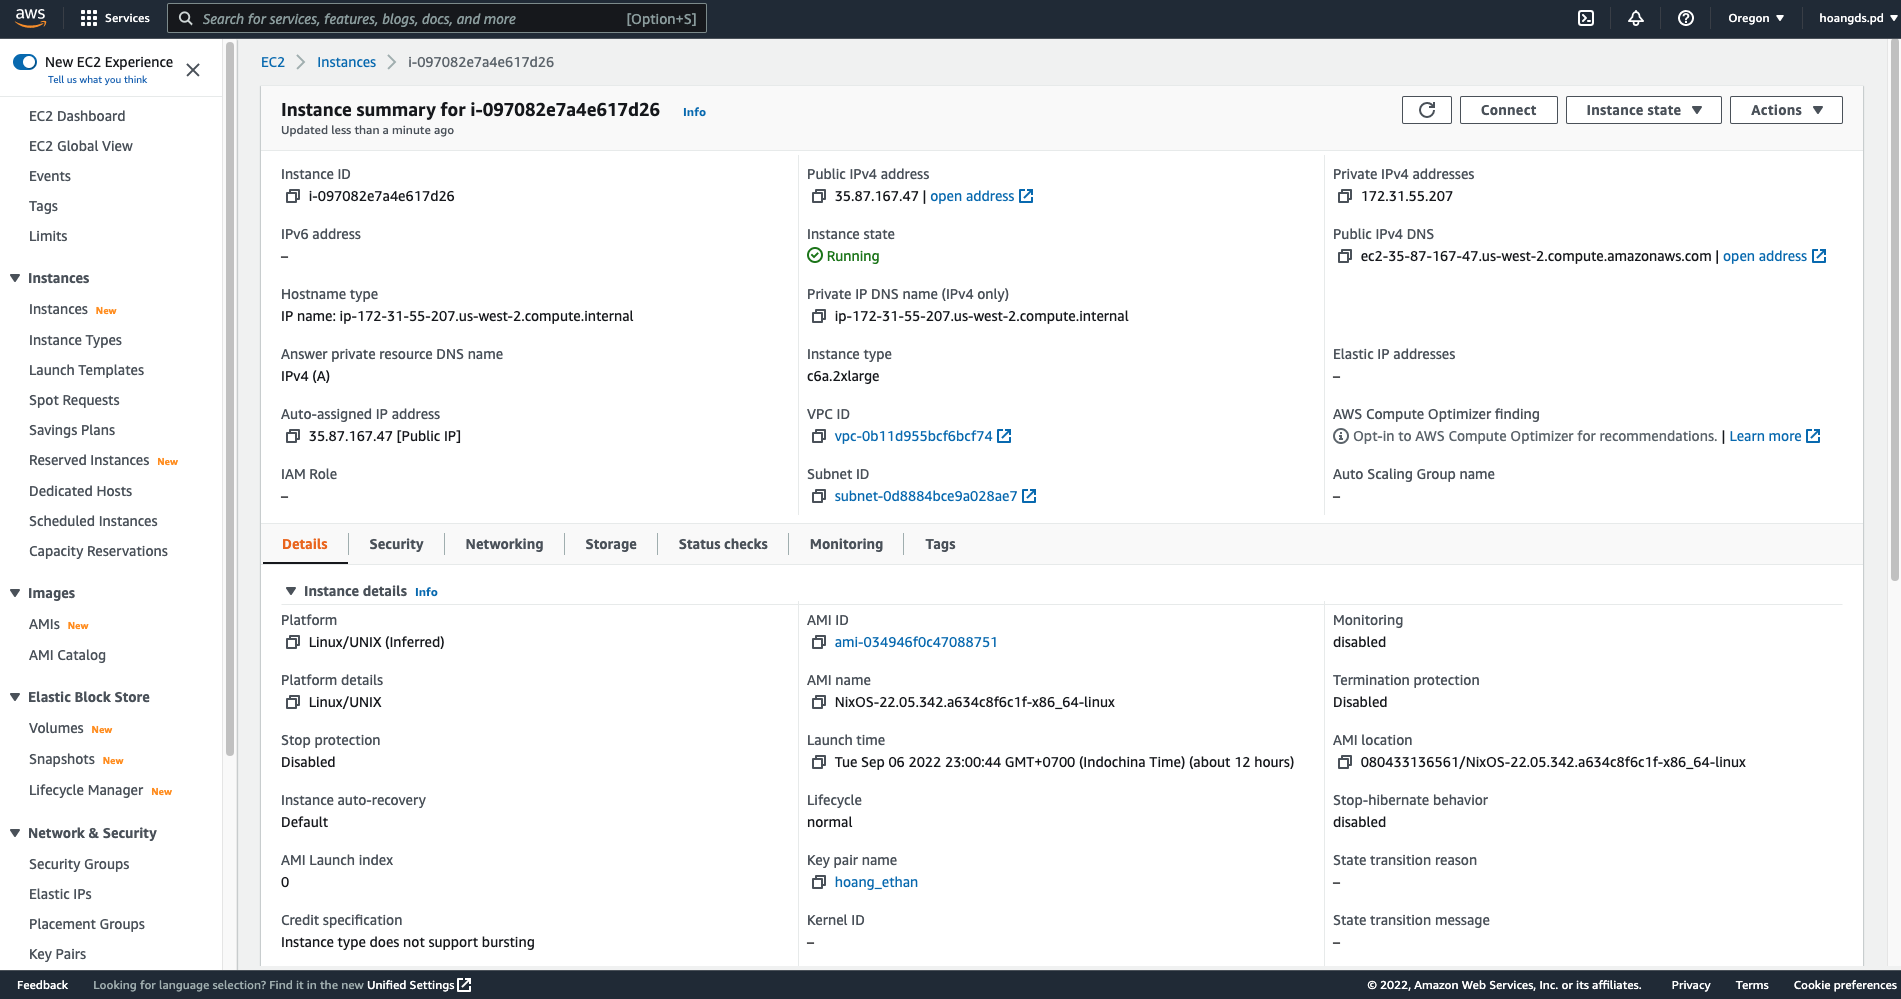 aws
Services
Search for services, features, blogs, docs, and more
[Option+S]
Oregon ▼
hoangds.pd ▼
New EC2 Experience
Tell us what you think
EC2 Dashboard
EC2 Global View
Events
Tags
Limits
Instances
Instances New
Instance Types
Launch Templates
Spot Requests
Savings Plans
Reserved Instances New
Dedicated Hosts
Scheduled Instances
Capacity Reservations
Images
AMIs New
AMI Catalog
Elastic Block Store
Volumes New
Snapshots New
Lifecycle Manager New
Network & Security
Security Groups
Elastic IPs
Placement Groups
Key Pairs
EC2 > Instances > i-097082e7a4e617d26
Instance summary for i-097082e7a4e617d26 Info
Updated less than a minute ago
Connect
Instance state ▼
Actions ▼
Instance ID
i-097082e7a4e617d26
Public IPv4 address
35.87.167.47 | open address
Private IPv4 addresses
172.31.55.207
IPv6 address
–
Instance state
Running
Public IPv4 DNS
ec2-35-87-167-47.us-west-2.compute.amazonaws.com | open address
Hostname type
IP name: ip-172-31-55-207.us-west-2.compute.internal
Private IP DNS name (IPv4 only)
ip-172-31-55-207.us-west-2.compute.internal
Answer private resource DNS name
IPv4 (A)
Instance type
c6a.2xlarge
Elastic IP addresses
–
Auto-assigned IP address
35.87.167.47 [Public IP]
VPC ID
vpc-0b11d955bcf6bcf74
AWS Compute Optimizer finding
Opt-in to AWS Compute Optimizer for recommendations. | Learn more
IAM Role
–
Subnet ID
subnet-0d8884bce9a028ae7
Auto Scaling Group name
–
Details
Security
Networking
Storage
Status checks
Monitoring
Tags
Instance details Info
Platform
Linux/UNIX (Inferred)
AMI ID
ami-034946f0c47088751
Monitoring
disabled
Platform details
Linux/UNIX
AMI name
NixOS-22.05.342.a634c8f6c1f-x86_64-linux
Termination protection
Disabled
Stop protection
Disabled
Launch time
Tue Sep 06 2022 23:00:44 GMT+0700 (Indochina Time) (about 12 hours)
AMI location
080433136561/NixOS-22.05.342.a634c8f6c1f-x86_64-linux
Instance auto-recovery
Default
Lifecycle
normal
Stop-hibernate behavior
disabled
AMI Launch index
0
Key pair name
hoang_ethan
State transition reason
–
Credit specification
Instance type does not support bursting
Kernel ID
–
State transition message
–
Feedback
Looking for language selection? Find it in the new Unified Settings
© 2022, Amazon Web Services, Inc. or its affiliates.
Privacy
Terms
Cookie preferences